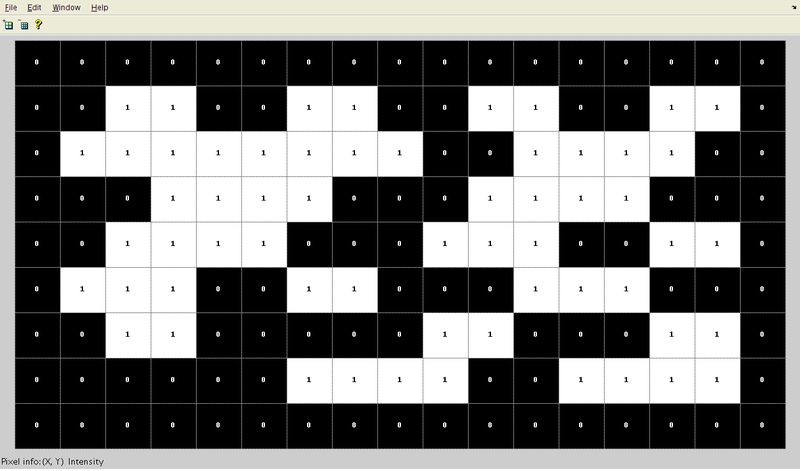 File Edit Window Help
?
0 0 0 0 0 0 0 0 0 0 0 0 0 0 0 0 0
0 0 1 1 0 0 1 1 0 0 1 1 0 0 1 1 0
0 1 1 1 1 1 1 1 1 0 0 1 1 1 1 0 0
0 0 0 1 1 1 1 0 0 0 1 1 1 1 0 0 0
0 0 1 1 1 1 0 0 0 1 1 1 0 0 1 1 0
0 1 1 1 0 0 1 1 0 0 0 1 1 1 0 0 0
0 0 1 1 0 0 0 0 0 1 1 0 0 0 1 1 0
0 0 0 0 0 0 1 1 1 1 0 0 1 1 1 1 0
0 0 0 0 0 0 0 0 0 0 0 0 0 0 0 0 0
Pixel info: (X, Y) Intensity